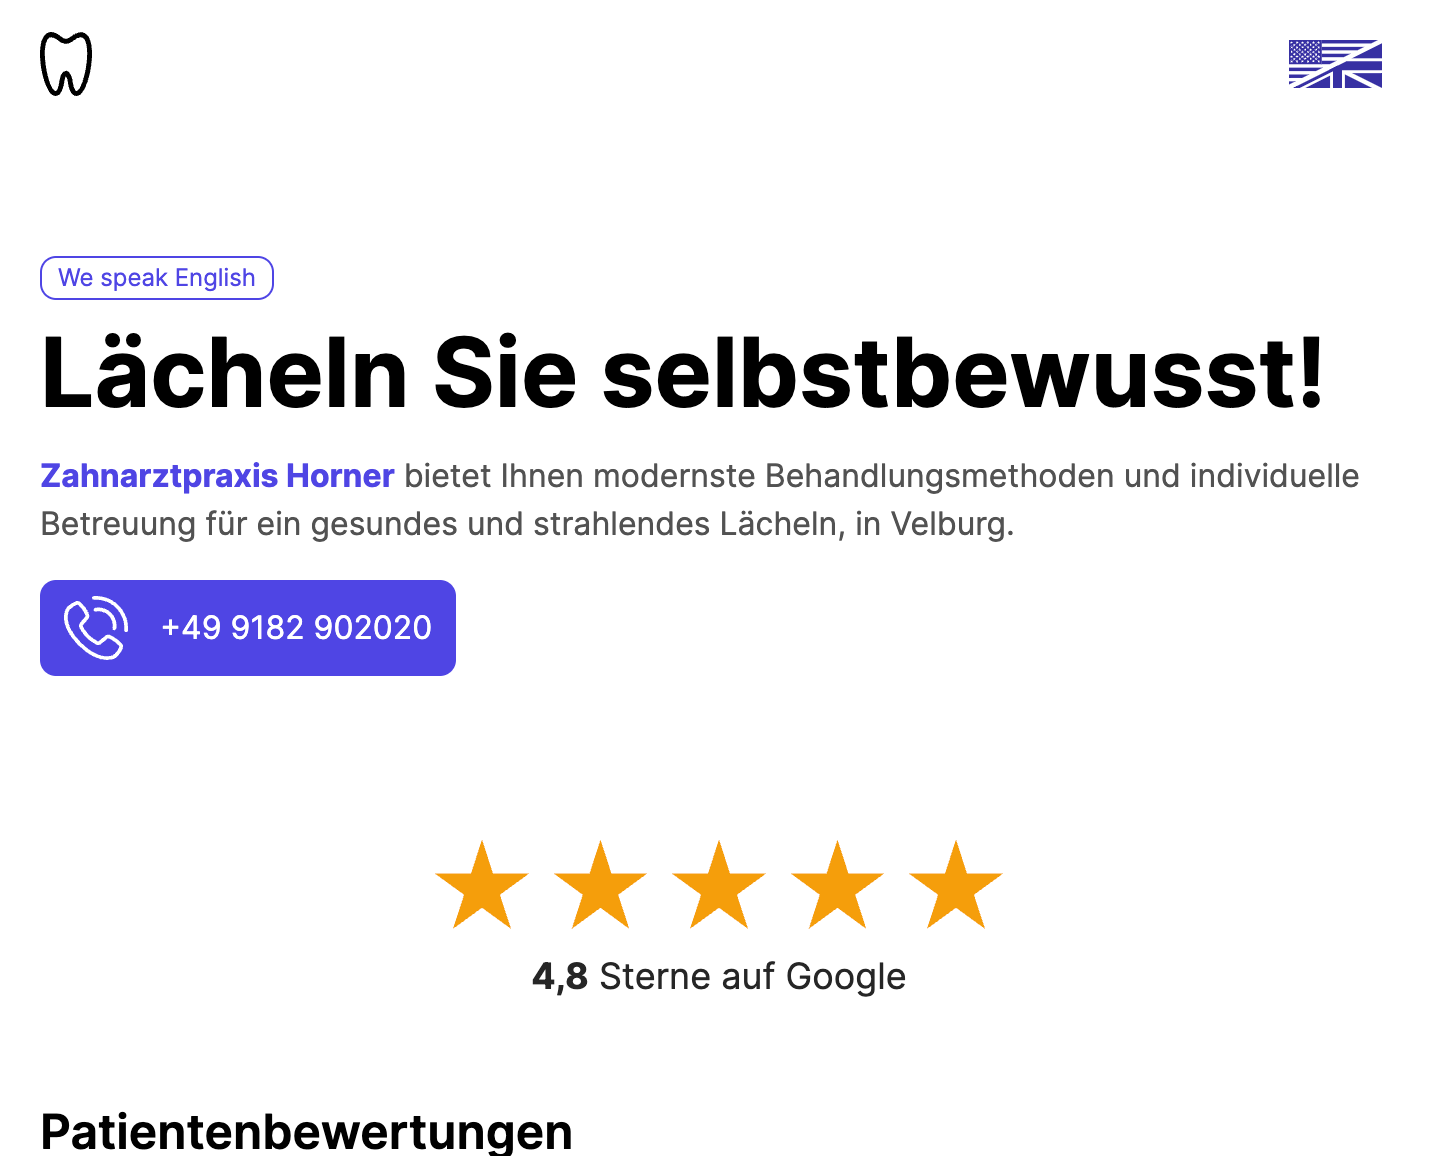 We speak English
Lächeln Sie selbstbewusst!
Zahnarztpraxis Horner bietet Ihnen modernste Behandlungsmethoden und individuelle
Betreuung für ein gesundes und strahlendes Lächeln, in Velburg.
+49 9182 902020
4,8 Sterne auf Google
Patientenbewertungen